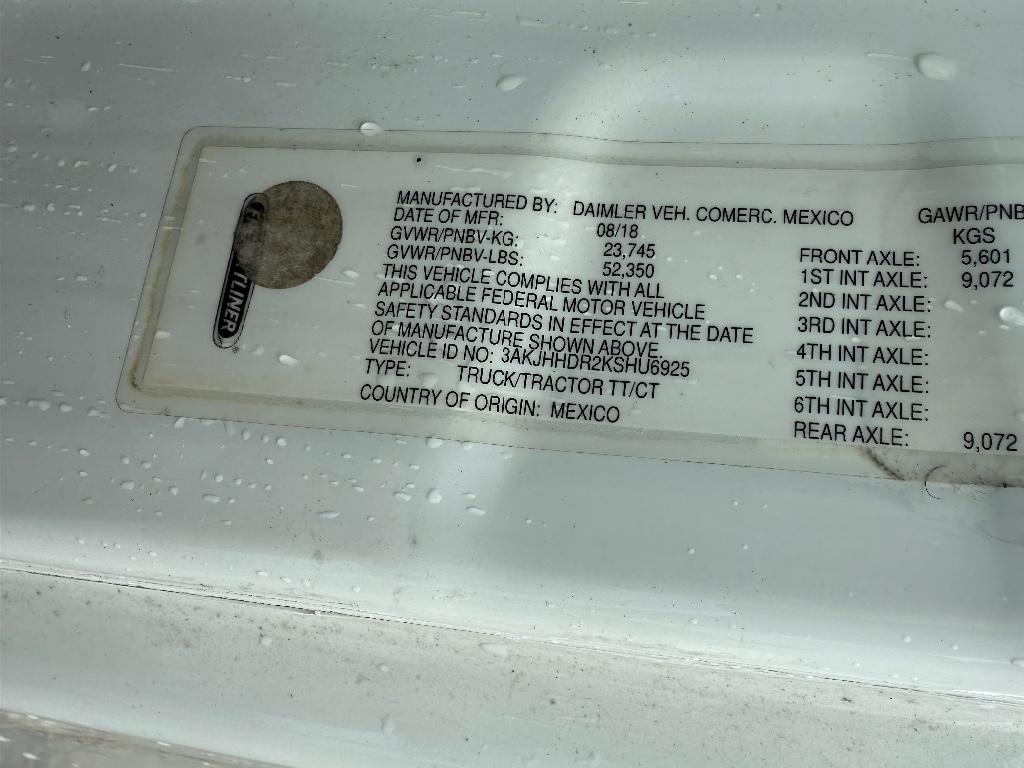 MANUFACTURED BY: DAIMLER VEH. COMERC. MEXICO
DATE OF MFR: 08/18
GVWR/PNBV-KG: 23,745
GVWR/PNBV-LBS: 52,350
THIS VEHICLE COMPLIES WITH ALL
APPLICABLE FEDERAL MOTOR VEHICLE
SAFETY STANDARDS IN EFFECT AT THE DATE
OF MANUFACTURE SHOWN ABOVE.
VEHICLE ID NO: 3AKJHHDR2KSHU6925
TYPE: TRUCK/TRACTOR TT/CT
COUNTRY OF ORIGIN: MEXICO
GAWR/PNB
KGS
FRONT AXLE: 5,601
1ST INT AXLE: 9,072
2ND INT AXLE:
3RD INT AXLE:
4TH INT AXLE:
5TH INT AXLE:
6TH INT AXLE:
REAR AXLE: 9,072